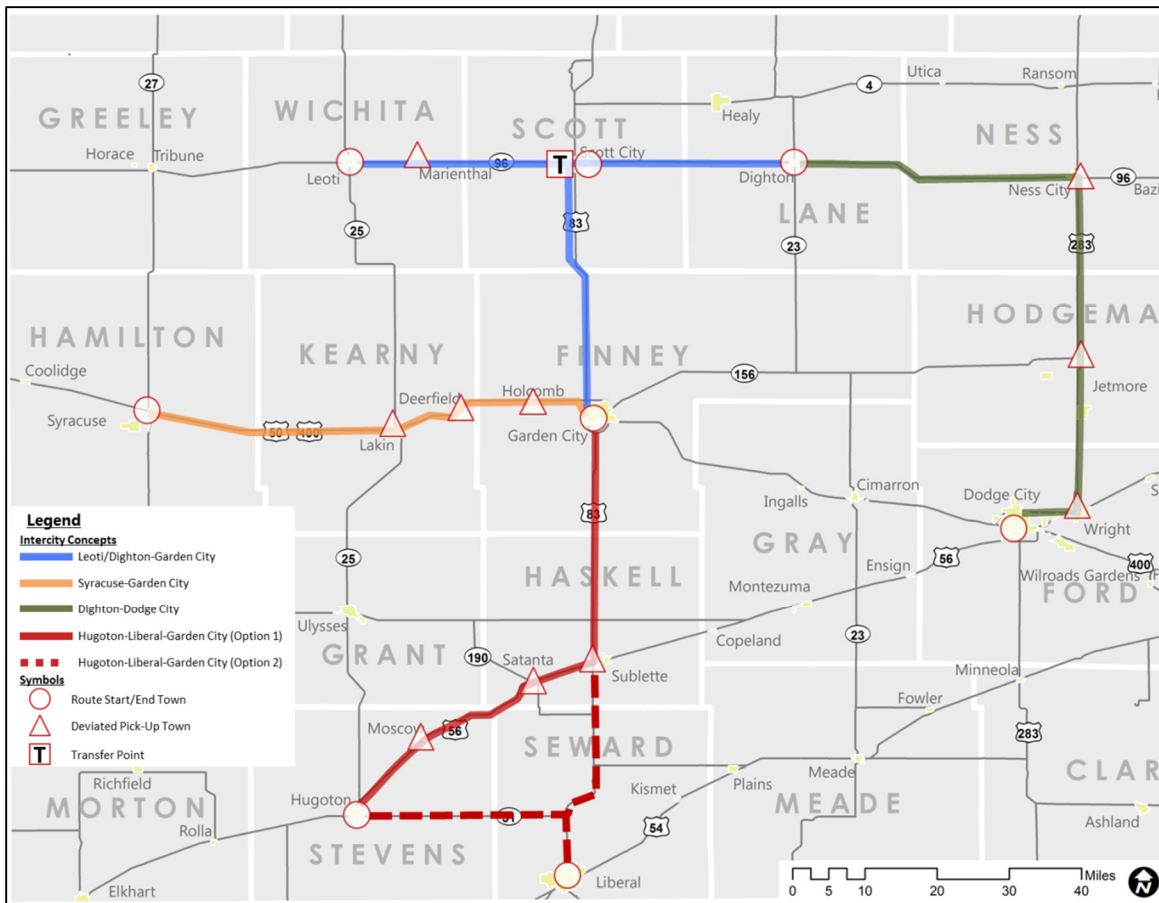 27
4
Utica
Ransom
Healy
GREELEY
WICHITA
SCOTT
NESS
Horace
Tribune
Leoti
Marienthal
96
T
Scott City
Dighton
Ness City
96
Bazi
LANE
25
83
23
283
HAMILTON
KEARNY
FINNEY
HODGEMA
Coolidge
Syracuse
50
400
Lakin
Deerfield
Holcomb
Garden City
156
Jetmore
83
Ingalls
Cimarron
Dodge City
Wright
GRAY
HASKELL
Ensign
56
Wilroads Gardens
400
FORD
Montezuma
Copeland
25
Ulysses
GRANT
190
Satanta
Sublette
23
Minneola
Fowler
Moscow
56
SEWARD
283
Meade
Plains
Kismet
MEADE
CLAR
Ashland
Richfield
MORTON
Hugoton
51
54
Rolla
STEVENS
Liberal
Elkhart
Legend
Intercity Concepts
Leoti/Dighton-Garden City
Syracuse-Garden City
Dighton-Dodge City
Hugoton-Liberal-Garden City (Option 1)
Hugoton-Liberal-Garden City (Option 2)
Symbols
Route Start/End Town
Deviated Pick-Up Town
T
Transfer Point
Miles
0 5 10 20 30 40
N